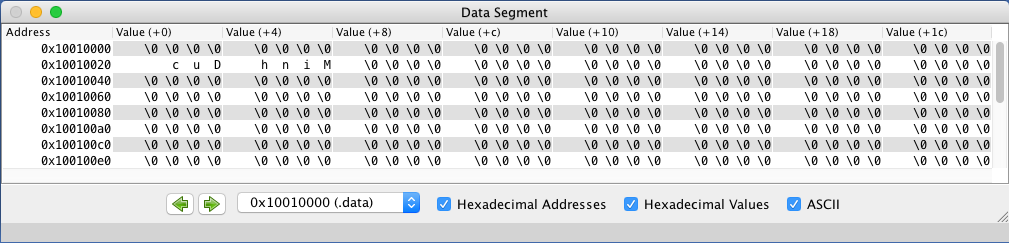 Data Segment
Address Value (+0) Value (+4) Value (+8) Value (+c) Value (+10) Value (+14) Value (+18) Value (+1c)
0x10010000 \0 \0 \0 \0 \0 \0 \0 \0 \0 \0 \0 \0 \0 \0 \0 \0 \0 \0 \0 \0 \0 \0 \0 \0 \0 \0 \0 \0 \0 \0 \0 \0
0x10010020 c u D h n i M \0 \0 \0 \0 \0 \0 \0 \0 \0 \0 \0 \0 \0 \0 \0 \0 \0 \0 \0 \0 \0 \0 \0 \0
0x10010040 \0 \0 \0 \0 \0 \0 \0 \0 \0 \0 \0 \0 \0 \0 \0 \0 \0 \0 \0 \0 \0 \0 \0 \0 \0 \0 \0 \0 \0 \0 \0 \0
0x10010060 \0 \0 \0 \0 \0 \0 \0 \0 \0 \0 \0 \0 \0 \0 \0 \0 \0 \0 \0 \0 \0 \0 \0 \0 \0 \0 \0 \0 \0 \0 \0 \0
0x10010080 \0 \0 \0 \0 \0 \0 \0 \0 \0 \0 \0 \0 \0 \0 \0 \0 \0 \0 \0 \0 \0 \0 \0 \0 \0 \0 \0 \0 \0 \0 \0 \0
0x100100a0 \0 \0 \0 \0 \0 \0 \0 \0 \0 \0 \0 \0 \0 \0 \0 \0 \0 \0 \0 \0 \0 \0 \0 \0 \0 \0 \0 \0 \0 \0 \0 \0
0x100100c0 \0 \0 \0 \0 \0 \0 \0 \0 \0 \0 \0 \0 \0 \0 \0 \0 \0 \0 \0 \0 \0 \0 \0 \0 \0 \0 \0 \0 \0 \0 \0 \0
0x100100e0 \0 \0 \0 \0 \0 \0 \0 \0 \0 \0 \0 \0 \0 \0 \0 \0 \0 \0 \0 \0 \0 \0 \0 \0 \0 \0 \0 \0 \0 \0 \0 \0
0x10010000 (.data) Hexadecimal Addresses Hexadecimal Values ASCII